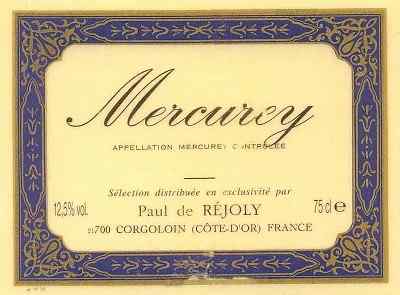 Mercurey
APPELLATION MERCUREY CONTRÔLÉE
Sélection distribuée en exclusivité par
12,5% vol.
Paul de RÉJOLY
75 cl e
21700 CORGOLOIN (CÔTE-D'OR) FRANCE